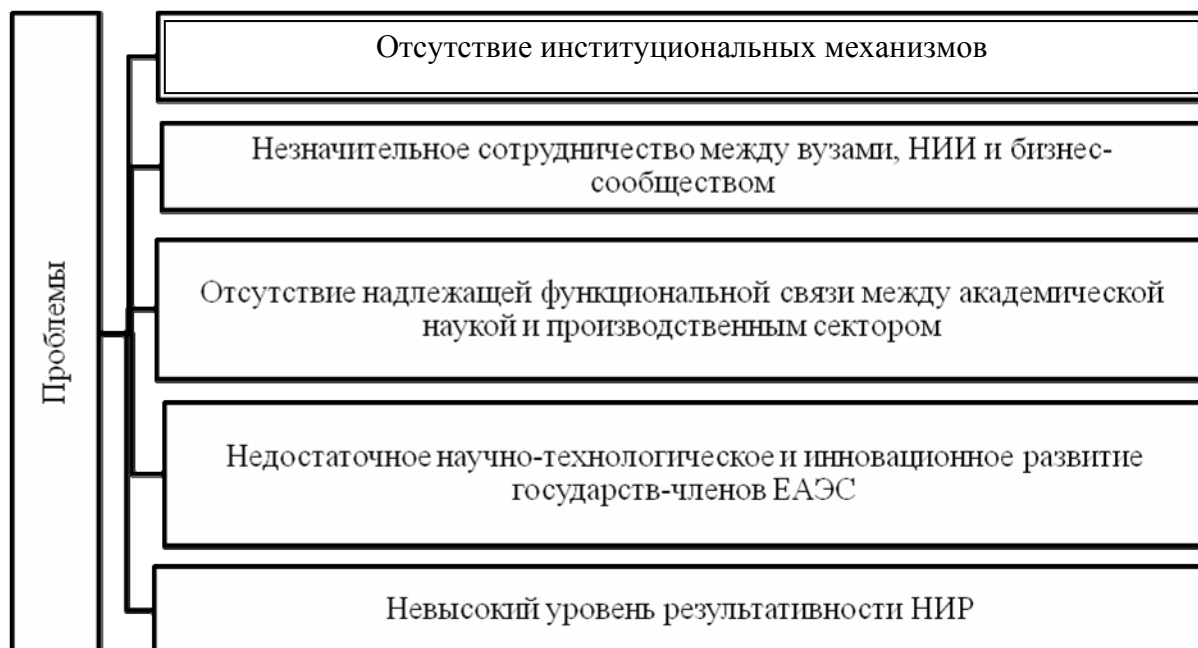 Проблемы
Отсутствие институциональных механизмов
Незначительное сотрудничество между вузами, НИИ и бизнес-
сообществом
Отсутствие надлежащей функциональной связи между академической
наукой и производственным сектором
Недостаточное научно-технологическое и инновационное развитие
государств-членов ЕАЭС
Невысокий уровень результативности НИР